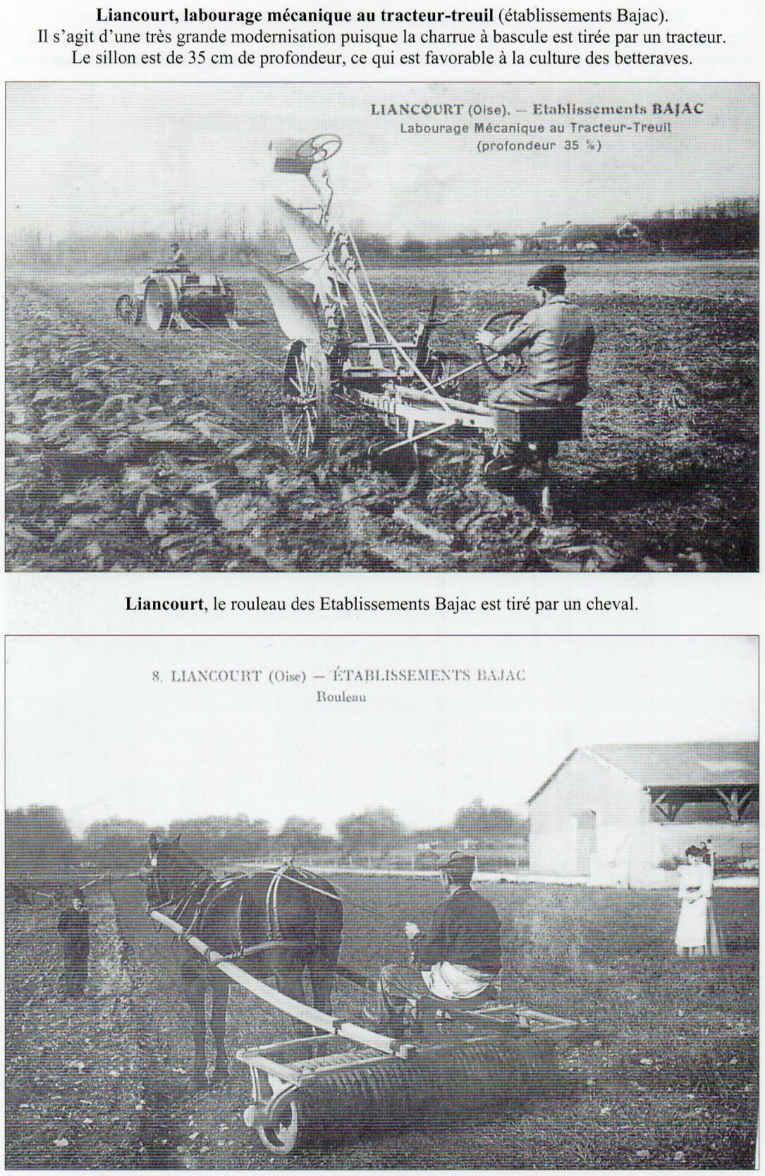 Liancourt, labourage mécanique au tracteur-treuil (établissements Bajac).
Il s’agit d’une très grande modernisation puisque la charrue à bascule est tirée par un tracteur.
Le sillon est de 35 cm de profondeur, ce qui est favorable à la culture des betteraves.
LIANCOURT (Oise). — Etablissements BAJAC
Labourage Mécanique au Tracteur-Treuil
(profondeur 35 %)
Liancourt, le rouleau des Etablissements Bajac est tiré par un cheval.
8. LIANCOURT (Oise) — ÉTABLISSEMENTS BAJAC
Rouleau